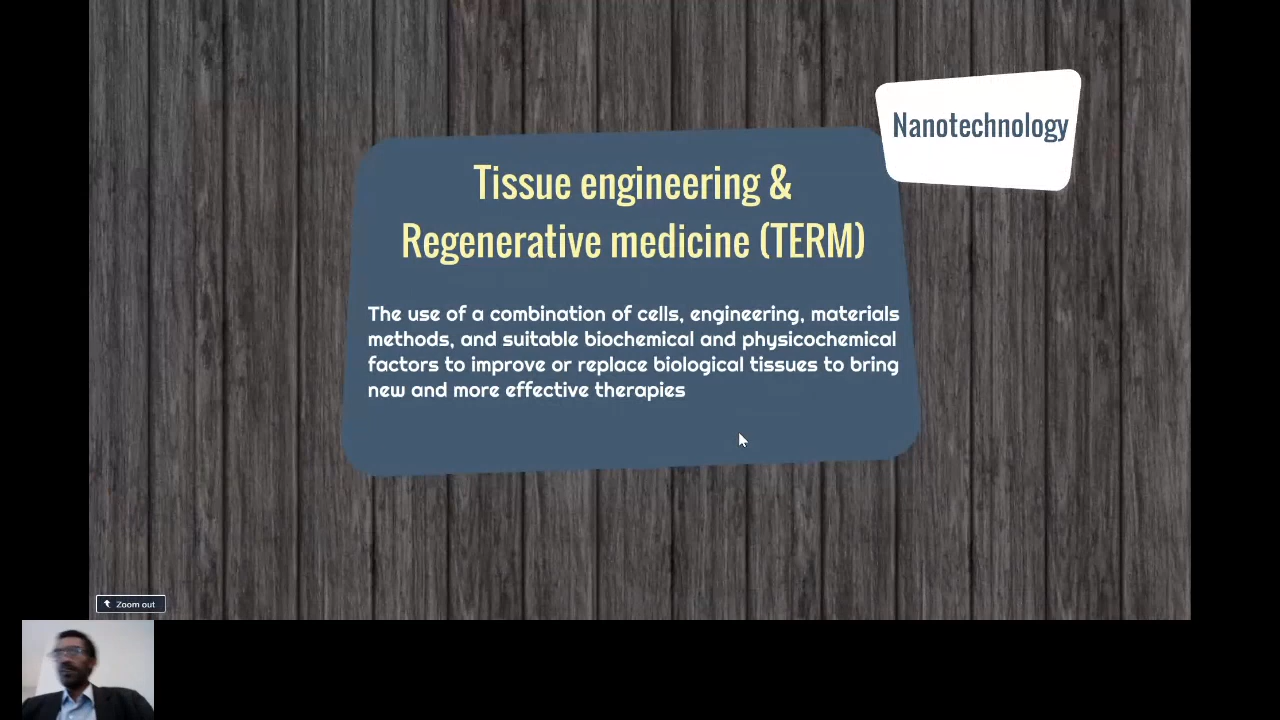 Nanotechnology
Tissue engineering &
Regenerative medicine (TERM)
The use of a combination of cells, engineering, materials
methods, and suitable biochemical and physicochemical
factors to improve or replace biological tissues to bring
new and more effective therapies
Zoom out